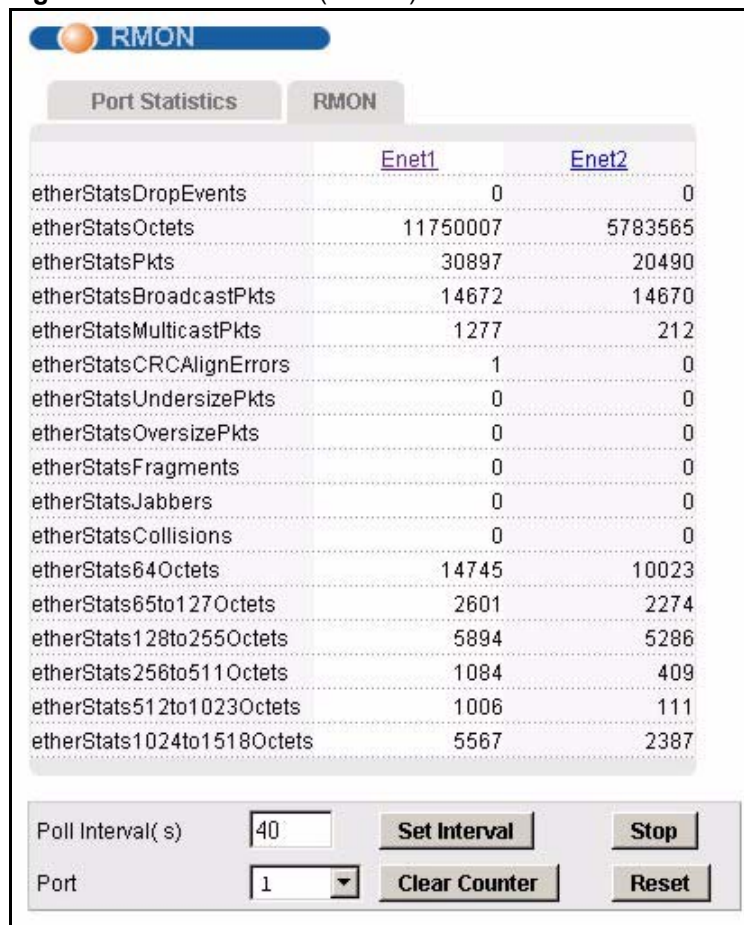 RMON
Port Statistics RMON
Enet1 Enet2
etherStatsDropEvents 0 0
etherStatsOctets 11750007 5783565
etherStatsPkts 30897 20490
etherStatsBroadcastPkts 14672 14670
etherStatsMulticastPkts 1277 212
etherStatsCRCAlignErrors 1 0
etherStatsUndersizePkts 0 0
etherStatsOversizePkts 0 0
etherStatsFragments 0 0
etherStatsJabbers 0 0
etherStatsCollisions 0 0
etherStats64Octets 14745 10023
etherStats65to127Octets 2601 2274
etherStats128to255Octets 5894 5286
etherStats256to511Octets 1084 409
etherStats512to1023Octets 1006 111
etherStats1024to1518Octets 5567 2387
Poll Interval( s) 40 Set Interval Stop
Port 1 Clear Counter Reset